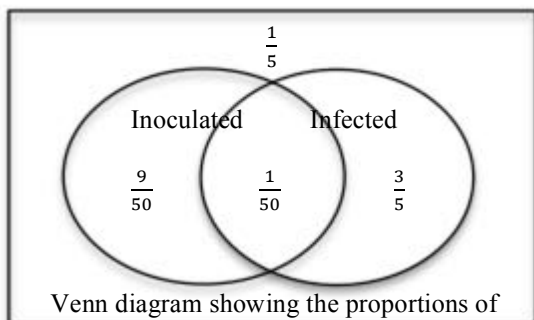 1/5
Inoculated Infected
9/50 1/50 3/5
Venn diagram showing the proportions of